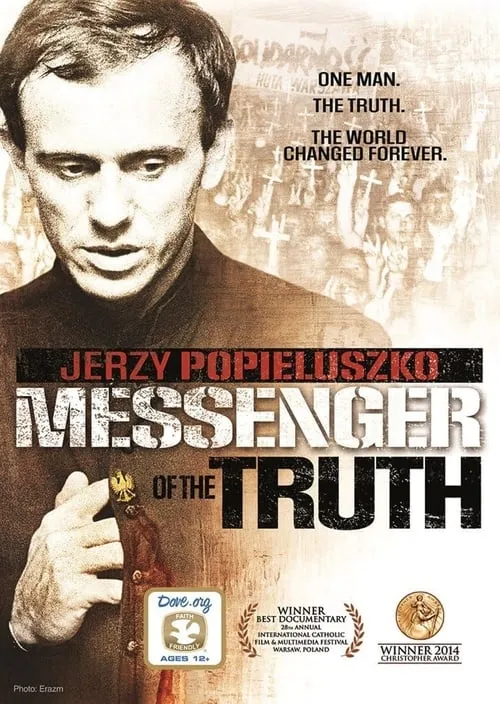 SOLIDARNOŚĆ
HUTA WARSZAWA
ONE MAN.
THE TRUTH.
THE WORLD
CHANGED FOREVER.
JERZY POPIELUSZKO
MESSENGER
OF THE TRUTH
Dove.org
FAITH
FRIENDLY
AGES 12+
WINNER
BEST DOCUMENTARY
28TH ANNUAL
INTERNATIONAL CATHOLIC
FILM & MULTIMEDIA FESTIVAL
WARSAW, POLAND
WINNER 2014
CHRISTOPHER AWARD
Photo: Erazm